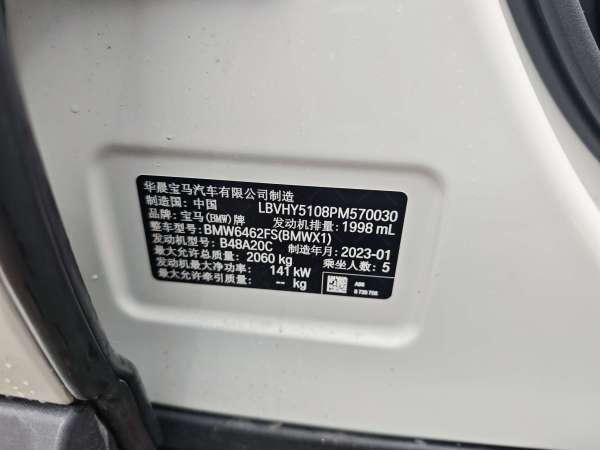 华晨宝马汽车有限公司制造
制造国: 中国 LBVHY5108PM570030
品牌: 宝马(BMW)牌 发动机排量: 1998 mL
整车型号: BMW6462FS(BMWX1)
发动机型号: B48A20C 制造年月: 2023-01
最大允许总质量: 2060 kg 乘坐人数: 5
发动机最大净功率: 141 kW
最大允许牵引质量: -- kg